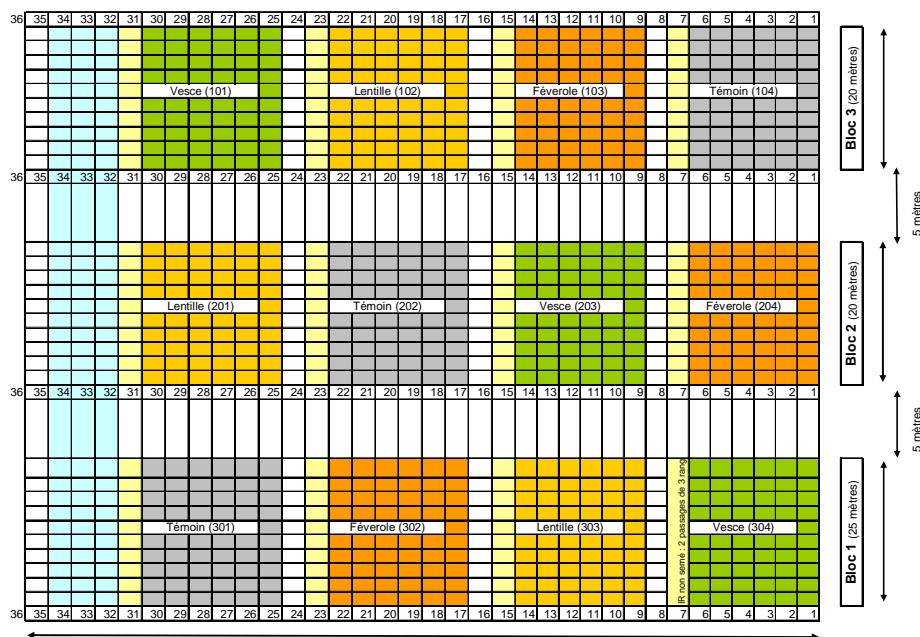 36 35 34 33 32 31 30 29 28 27 26 25 24 23 22 21 20 19 18 17 16 15 14 13 12 11 10 9 8 7 6 5 4 3 2 1
Vesce (101) Lentille (102) Féverole (103) Témoin (104)
Bloc 3 (20 mètres)
36 35 34 33 32 31 30 29 28 27 26 25 24 23 22 21 20 19 18 17 16 15 14 13 12 11 10 9 8 7 6 5 4 3 2 1
5 mètres
Lentille (201) Témoin (202) Vesce (203) Féverole (204)
Bloc 2 (20 mètres)
36 35 34 33 32 31 30 29 28 27 26 25 24 23 22 21 20 19 18 17 16 15 14 13 12 11 10 9 8 7 6 5 4 3 2 1
5 mètres
IR non semé : 2 passages de 3 rang
Témoin (301) Féverole (302) Lentille (303) Vesce (304)
Bloc 1 (25 mètres)
36 35 34 33 32 31 30 29 28 27 26 25 24 23 22 21 20 19 18 17 16 15 14 13 12 11 10 9 8 7 6 5 4 3 2 1